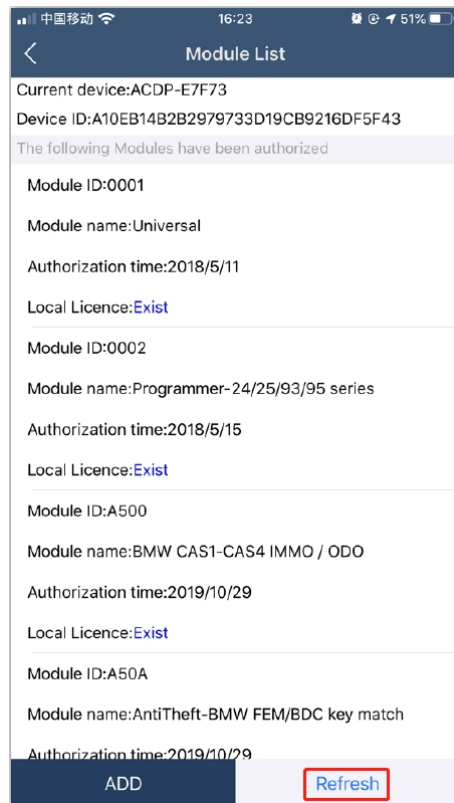 中国移动 16:23 51%
Module List
Current device:ACDP-E7F73
Device ID:A10EB14B2B2979733D19CB9216DF5F43
The following Modules have been authorized
Module ID:0001
Module name:Universal
Authorization time:2018/5/11
Local Licence:Exist
Module ID:0002
Module name:Programmer-24/25/93/95 series
Authorization time:2018/5/15
Local Licence:Exist
Module ID:A500
Module name:BMW CAS1-CAS4 IMMO / ODO
Authorization time:2019/10/29
Local Licence:Exist
Module ID:A50A
Module name:AntiTheft-BMW FEM/BDC key match
Authorization time:2019/10/29
ADD Refresh